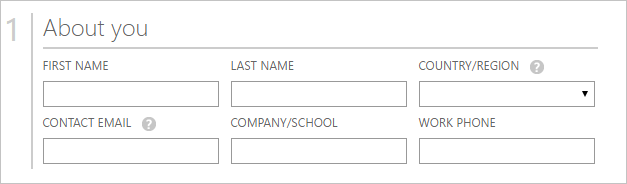 1 About you
FIRST NAME LAST NAME COUNTRY/REGION ?
CONTACT EMAIL ? COMPANY/SCHOOL WORK PHONE